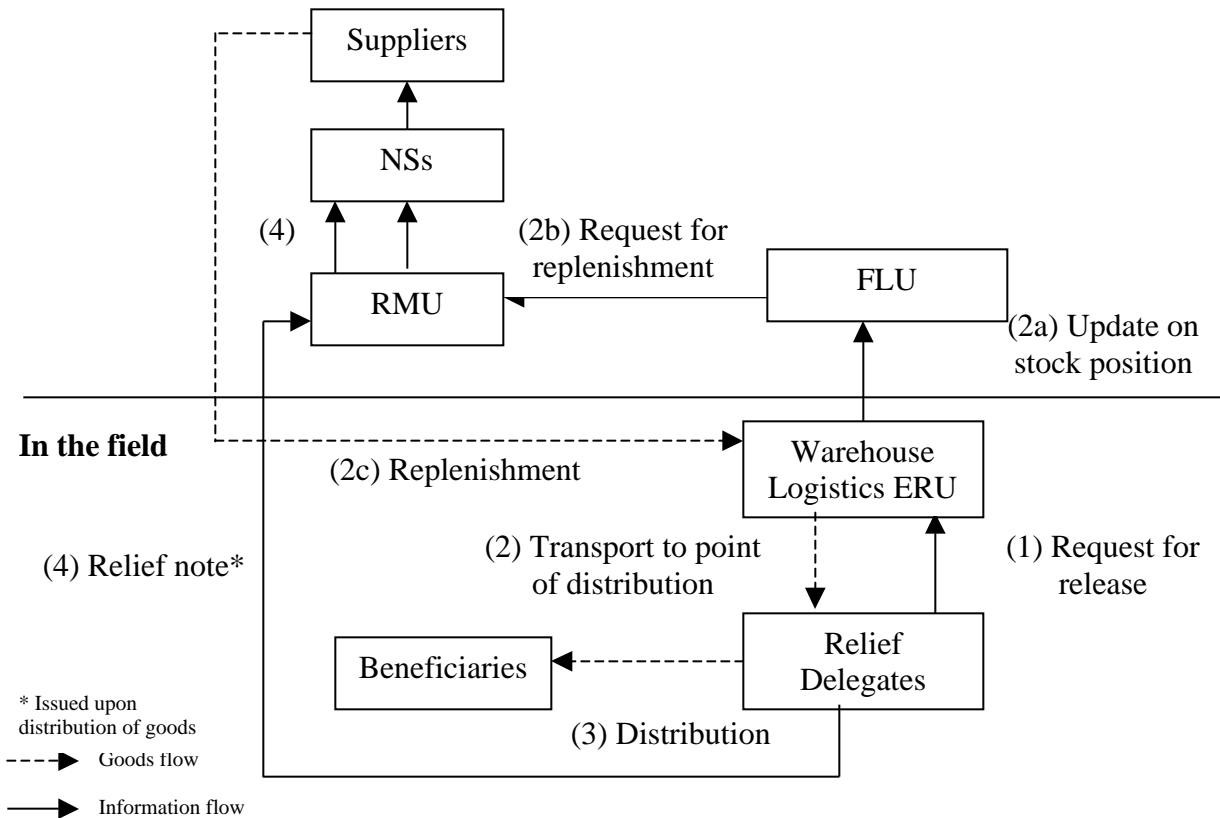 Suppliers
NSs
(4)
(2b) Request for
replenishment
RMU
FLU
(2a) Update on
stock position
In the field
(2c) Replenishment
Warehouse
Logistics ERU
(4) Relief note*
(2) Transport to point
of distribution
(1) Request for
release
Beneficiaries
Relief
Delegates
(3) Distribution
* Issued upon
distribution of goods
Goods flow
Information flow